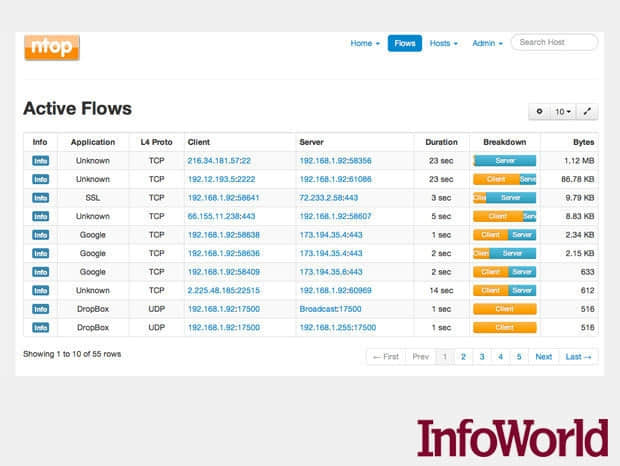 ntop
Home Flows Hosts Admin Search Host
Active Flows
10
Info Application L4 Proto Client Server Duration Breakdown Bytes
Info Unknown TCP 216.34.181.57:22 192.168.1.92:58356 23 sec Server 1.12 MB
Info Unknown TCP 192.12.193.5:2222 192.168.1.92:61086 23 sec Client Serve 86.78 KB
Info SSL TCP 192.168.1.92:58641 72.233.2.58:443 3 sec Clie Server 9.79 KB
Info Unknown TCP 66.155.11.238:443 192.168.1.92:58607 5 sec Client Serv 8.83 KB
Info Google TCP 192.168.1.92:58638 173.194.35.4:443 1 sec Client Server 2.34 KB
Info Google TCP 192.168.1.92:58636 173.194.35.4:443 2 sec Clien Server 2.15 KB
Info Google TCP 192.168.1.92:58409 173.194.35.6:443 2 sec Client Server 633
Info Unknown TCP 2.225.48.185:22515 192.168.1.92:60969 14 sec Client Server 612
Info DropBox UDP 192.168.1.92:17500 Broadcast:17500 1 sec Client 516
Info DropBox UDP 192.168.1.92:17500 192.168.1.255:17500 1 sec Client 516
Showing 1 to 10 of 55 rows
← First Prev 1 2 3 4 5 Next Last →
InfoWorld